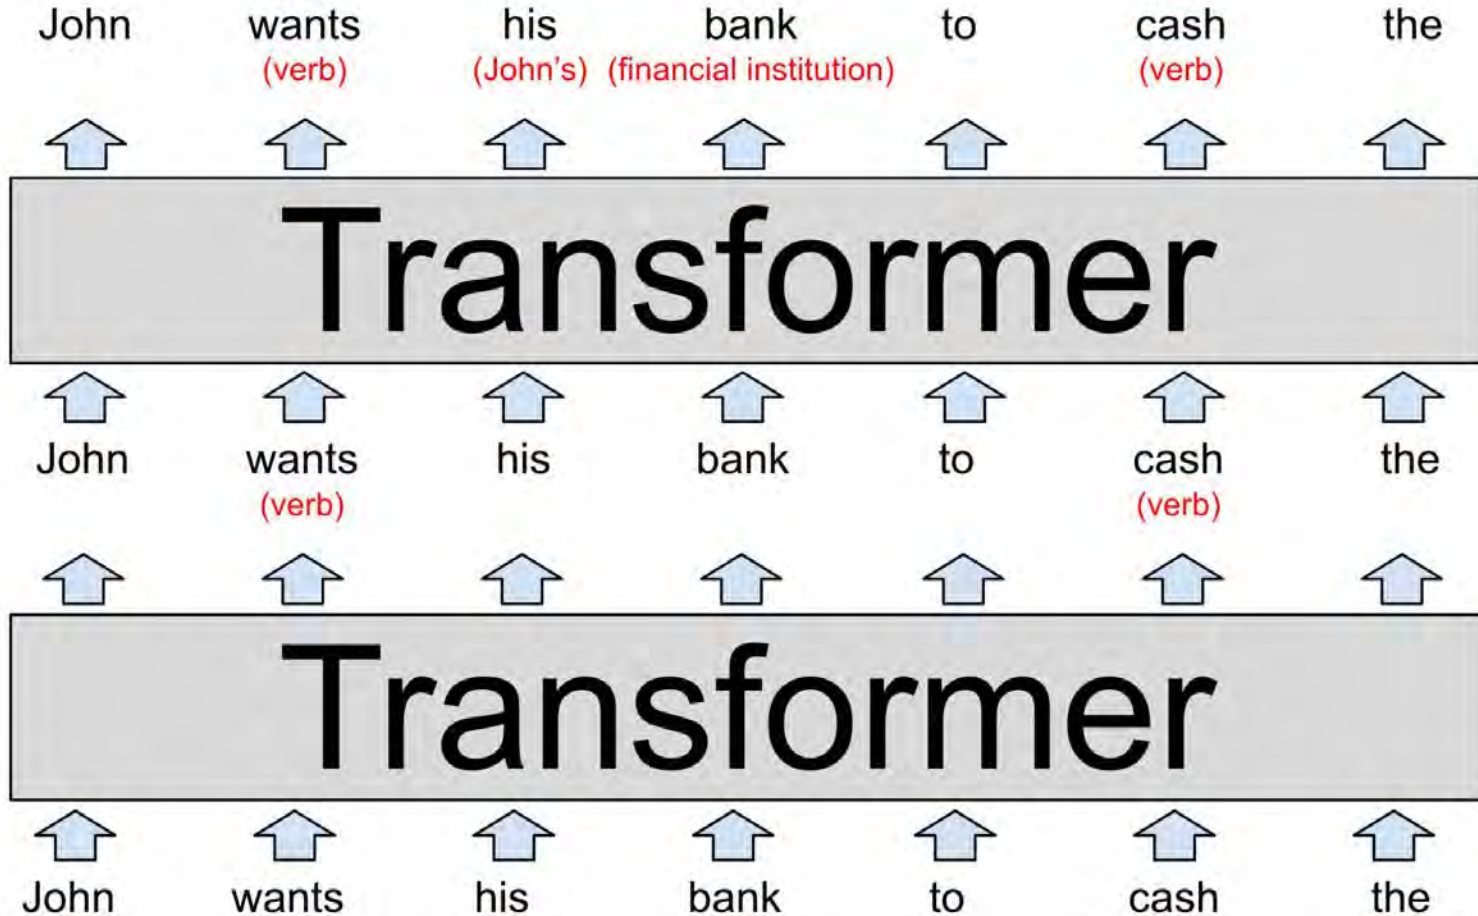 John wants his bank to cash the
(verb) (John's) (financial institution) (verb)
Transformer
John wants his bank to cash the
(verb) (verb)
Transformer
John wants his bank to cash the